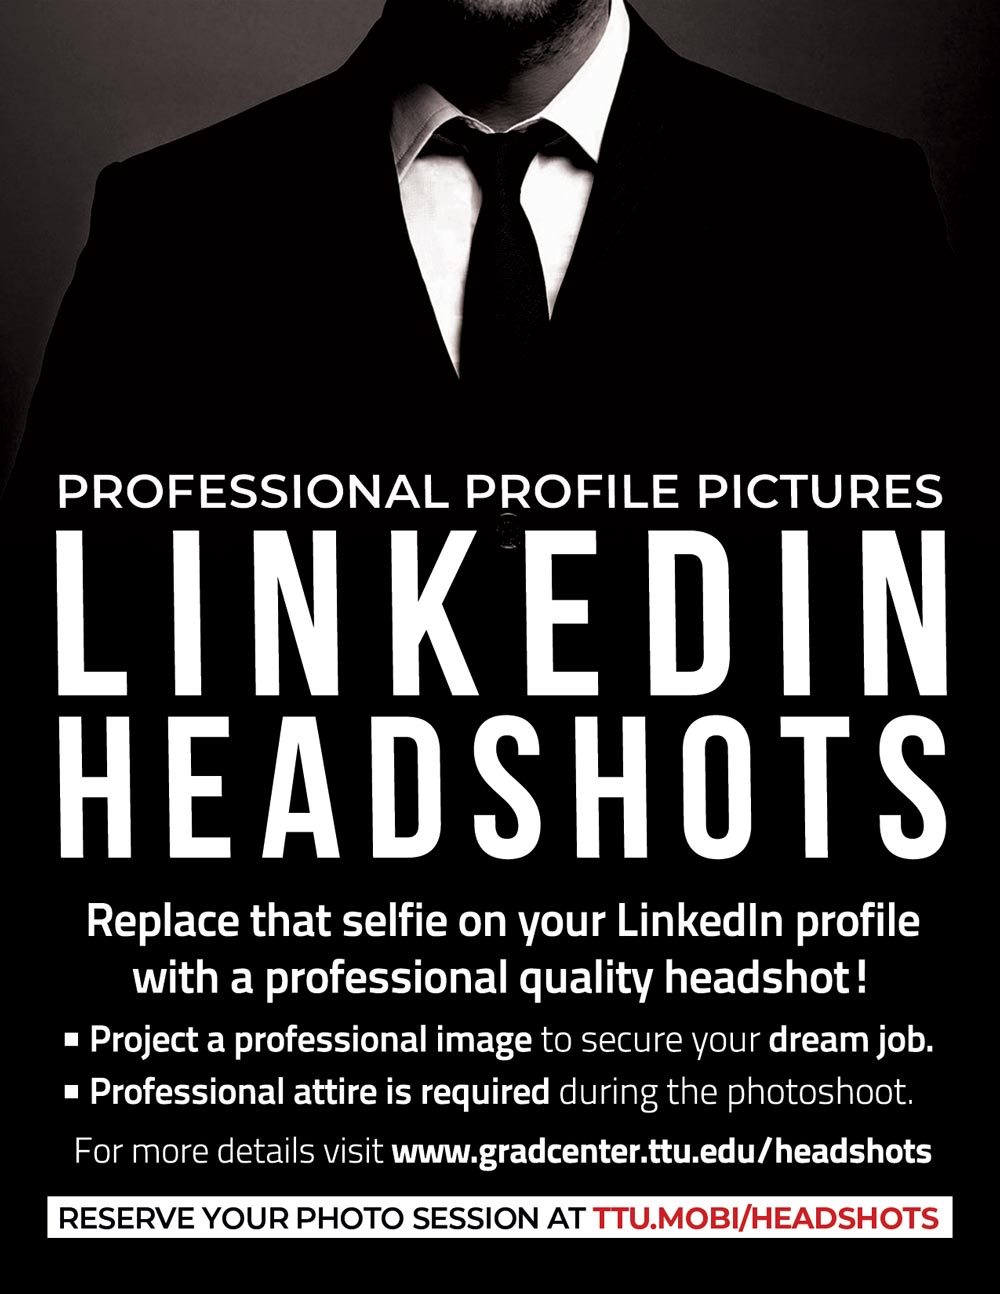 PROFESSIONAL PROFILE PICTURES
LINKEDIN
HEADSHOTS
Replace that selfie on your LinkedIn profile
with a professional quality headshot!
▪ Project a professional image to secure your dream job.
▪ Professional attire is required during the photoshoot.
For more details visit www.gradcenter.ttu.edu/headshots
RESERVE YOUR PHOTO SESSION AT TTU.MOBI/HEADSHOTS